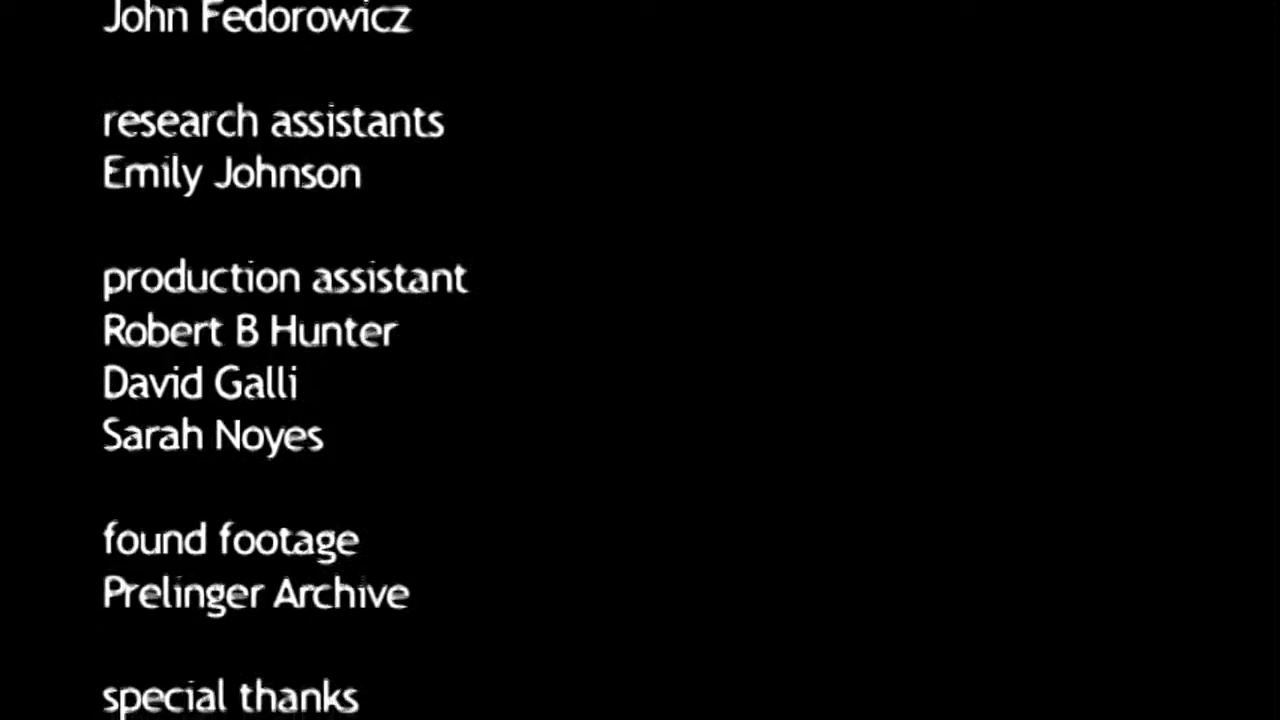 John Fedorowicz
research assistants
Emily Johnson
production assistant
Robert B Hunter
David Galli
Sarah Noyes
found footage
Prelinger Archive
special thanks